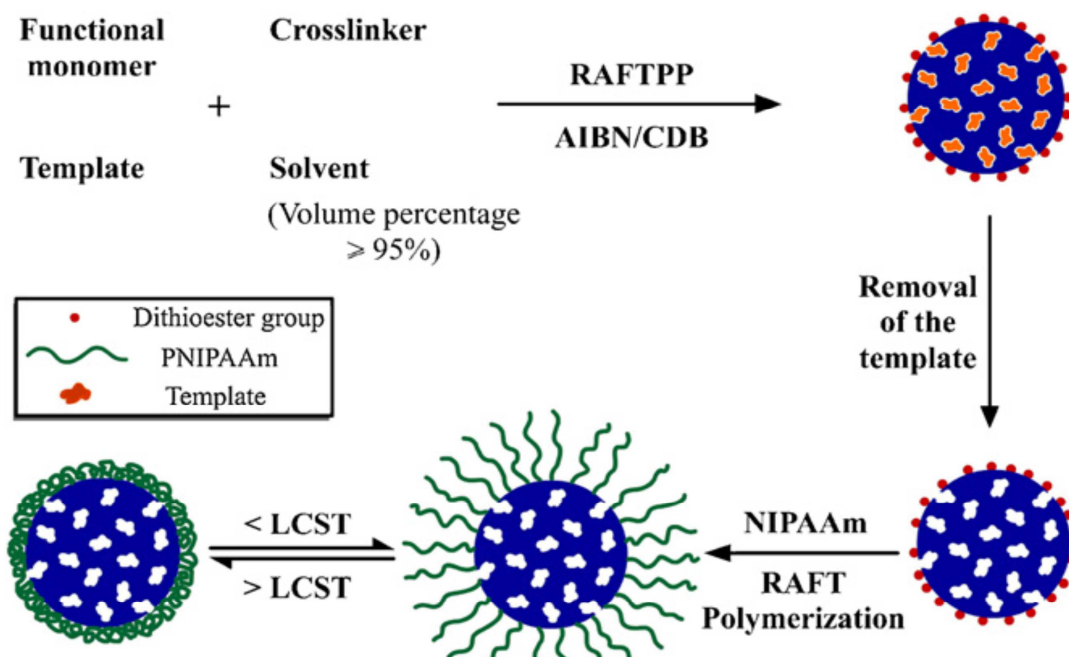 Functional
monomer
+
Crosslinker
Template
Solvent
(Volume percentage
⩾ 95%)
RAFTPP
AIBN/CDB
Removal
of the
template
Dithioester group
PNIPAAm
Template
< LCST
> LCST
NIPAAm
RAFT
Polymerization